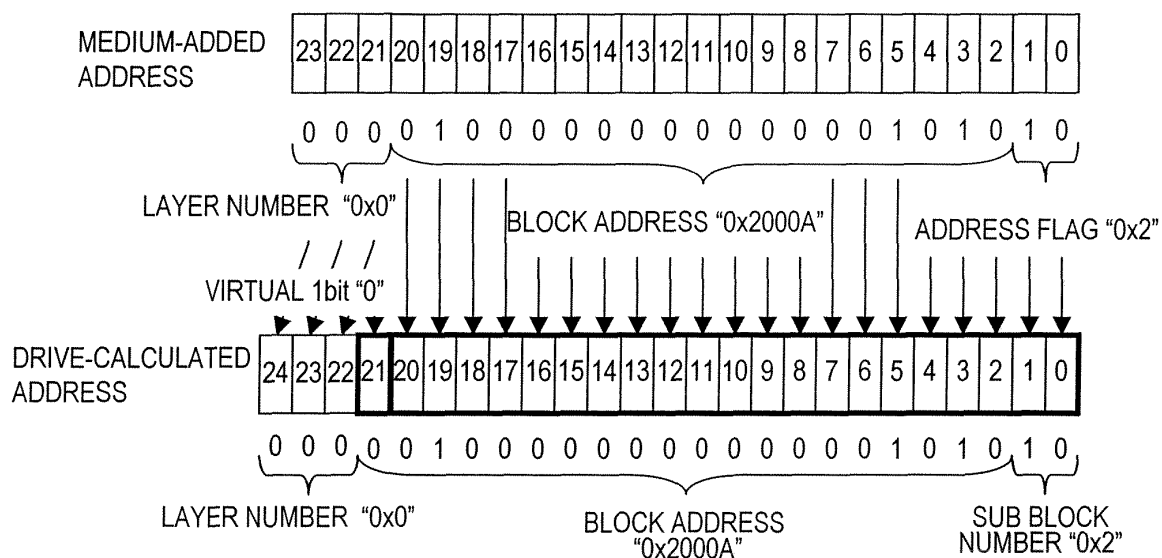 MEDIUM-ADDED
ADDRESS
23 22 21 20 19 18 17 16 15 14 13 12 11 10 9 8 7 6 5 4 3 2 1 0
0 0 0 0 1 0 0 0 0 0 0 0 0 0 0 0 0 0 1 0 1 0 1 0
LAYER NUMBER "0x0"
BLOCK ADDRESS "0x2000A"
ADDRESS FLAG "0x2"
VIRTUAL 1bit "0"
DRIVE-CALCULATED
ADDRESS
24 23 22 21 20 19 18 17 16 15 14 13 12 11 10 9 8 7 6 5 4 3 2 1 0
0 0 0 0 0 1 0 0 0 0 0 0 0 0 0 0 0 0 0 1 0 1 0 1 0
LAYER NUMBER "0x0"
BLOCK ADDRESS
"0x2000A"
SUB BLOCK
NUMBER "0x2"